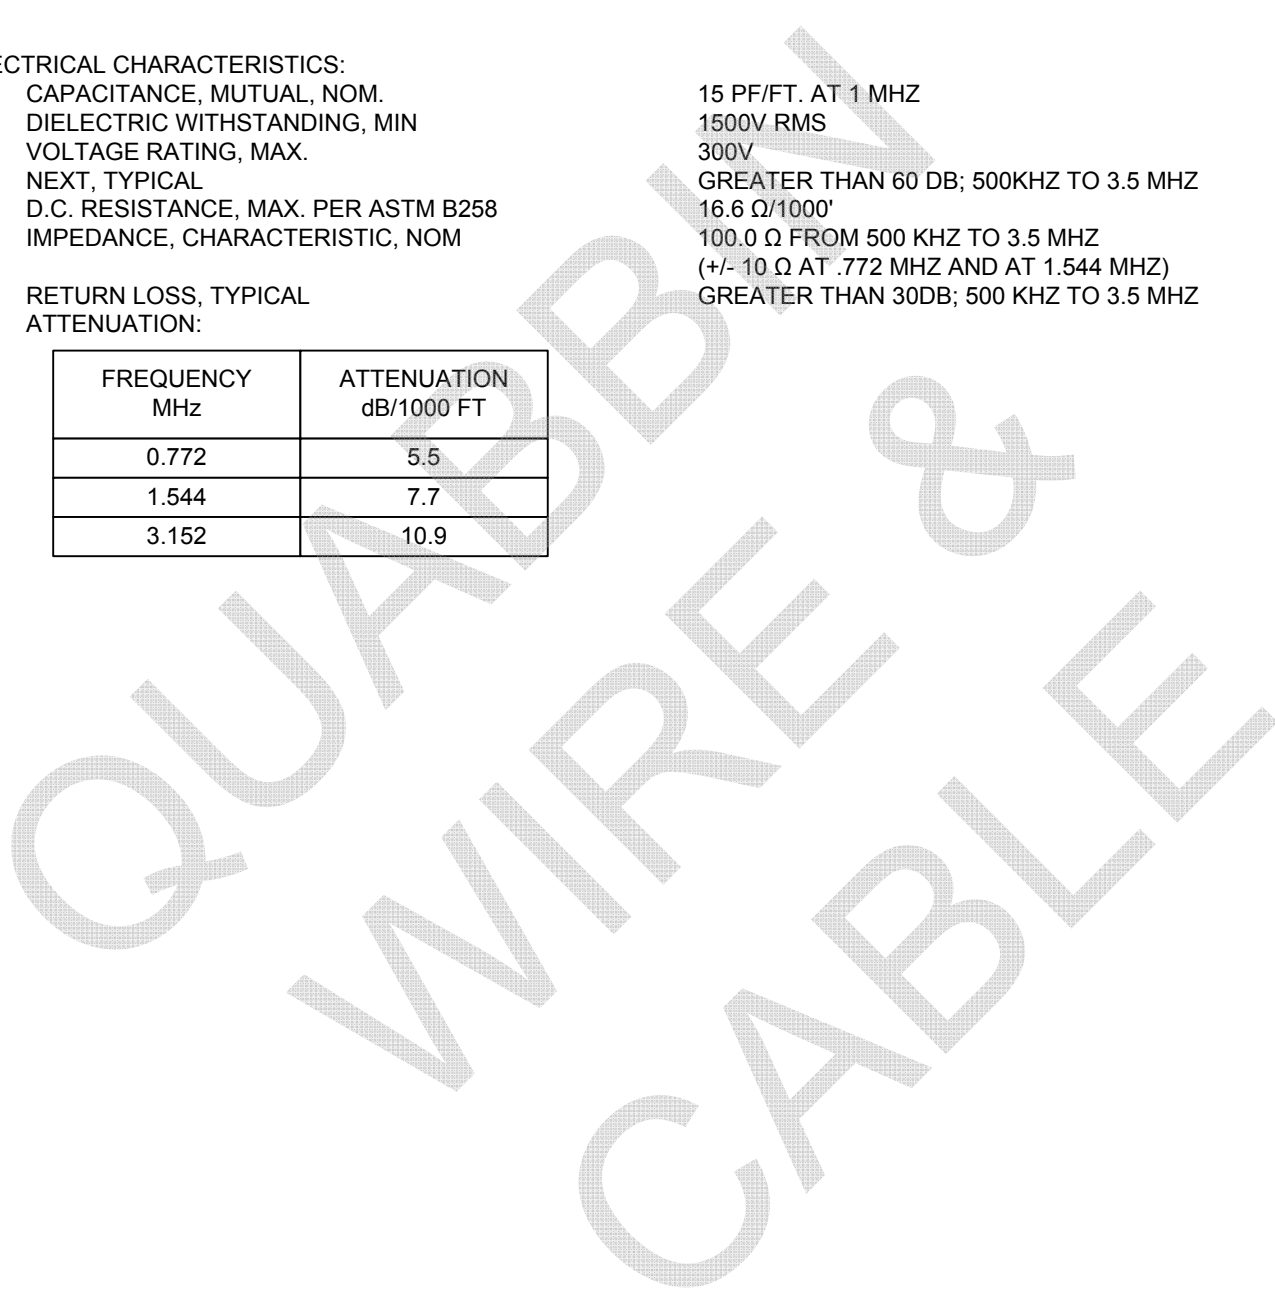 ECTRICAL CHARACTERISTICS:
CAPACITANCE, MUTUAL, NOM. 15 PF/FT. AT 1 MHZ
DIELECTRIC WITHSTANDING, MIN 1500V RMS
VOLTAGE RATING, MAX. 300V
NEXT, TYPICAL GREATER THAN 60 DB; 500KHZ TO 3.5 MHZ
D.C. RESISTANCE, MAX. PER ASTM B258 16.6 Ω/1000'
IMPEDANCE, CHARACTERISTIC, NOM 100.0 Ω FROM 500 KHZ TO 3.5 MHZ
(+/- 10 Ω AT .772 MHZ AND AT 1.544 MHZ)
RETURN LOSS, TYPICAL GREATER THAN 30DB; 500 KHZ TO 3.5 MHZ
ATTENUATION:
FREQUENCY ATTENUATION
MHz dB/1000 FT
0.772 5.5
1.544 7.7
3.152 10.9
QUABBIN
WIRE &
CABLE